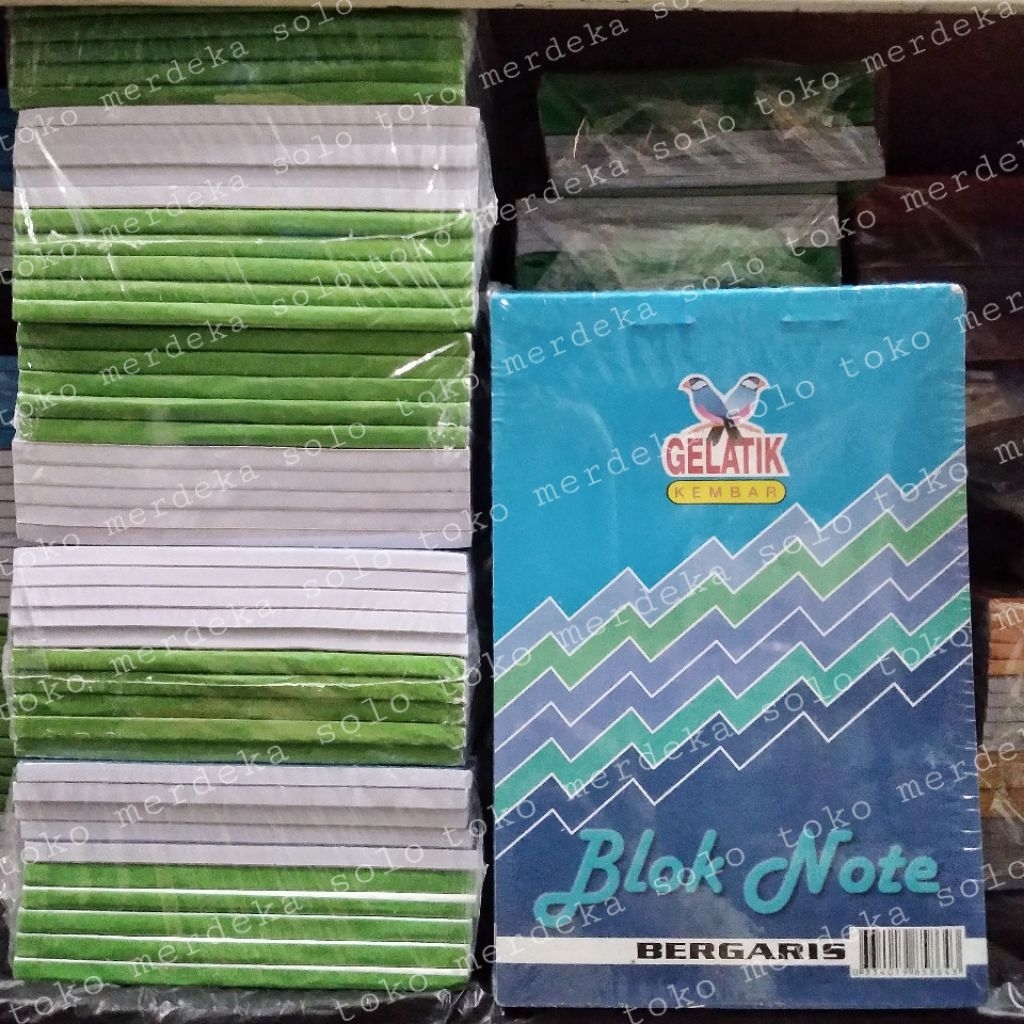 GELATIK
KEMBAR
Blok Note
BERGARIS
toko merdeka solo